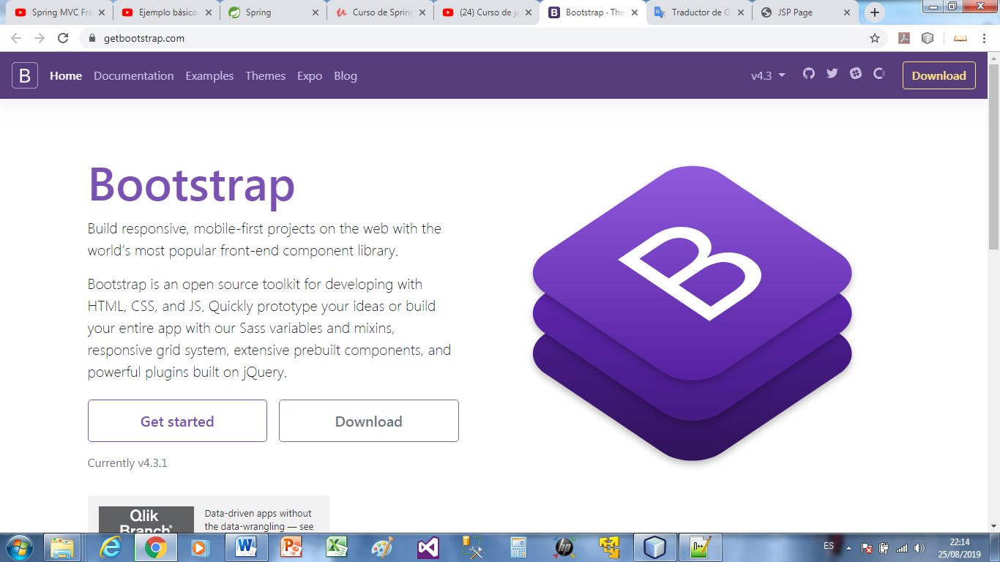 Spring MVC Fra
Ejemplo básico
Spring
Curso de Spring
(24) Curso de ja
Bootstrap · The
Traductor de G
JSP Page
getbootstrap.com
B Home Documentation Examples Themes Expo Blog v4.3 Download
Bootstrap
Build responsive, mobile-first projects on the web with the
world’s most popular front-end component library.
Bootstrap is an open source toolkit for developing with
HTML, CSS, and JS. Quickly prototype your ideas or build
your entire app with our Sass variables and mixins,
responsive grid system, extensive prebuilt components, and
powerful plugins built on jQuery.
B
Get started Download
Currently v4.3.1
Qlik
Branch®
Data-driven apps without
the data-wrangling — see
ES
22:14
25/08/2019